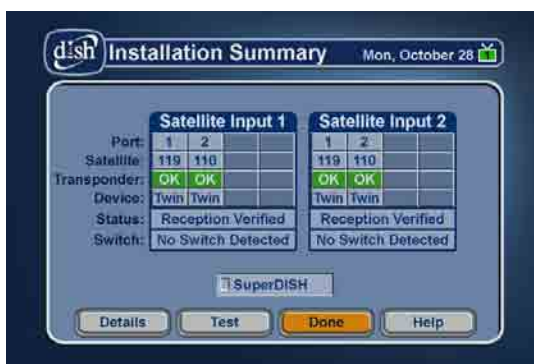 dish Installation Summary Mon, October 28 1
Satellite Input 1 Satellite Input 2
Port: 1 2 1 2
Satellite: 119 110 119 110
Transponder: OK OK OK OK
Device: Twin Twin Twin Twin
Status: Reception Verified Reception Verified
Switch: No Switch Detected No Switch Detected
SuperDISH
Details Test Done Help